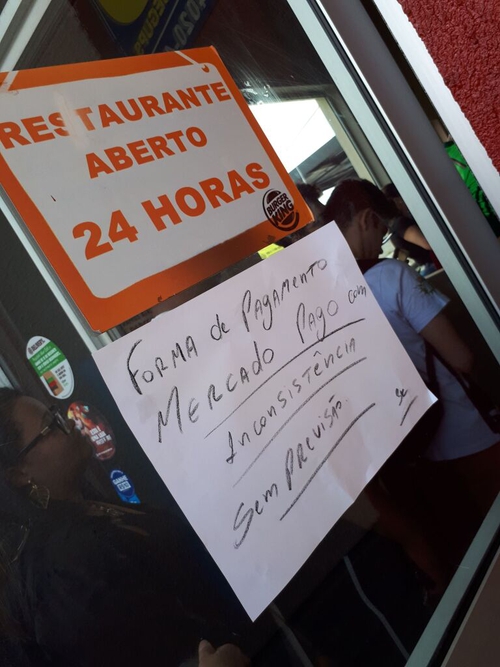 RESTAURANTE
ABERTO
24 HORAS
BURGER
KING
FORMA de PAGAMENTO
MERCADO PAGO com
INCONSISTÊNCIA
Sem PREVISÃO.